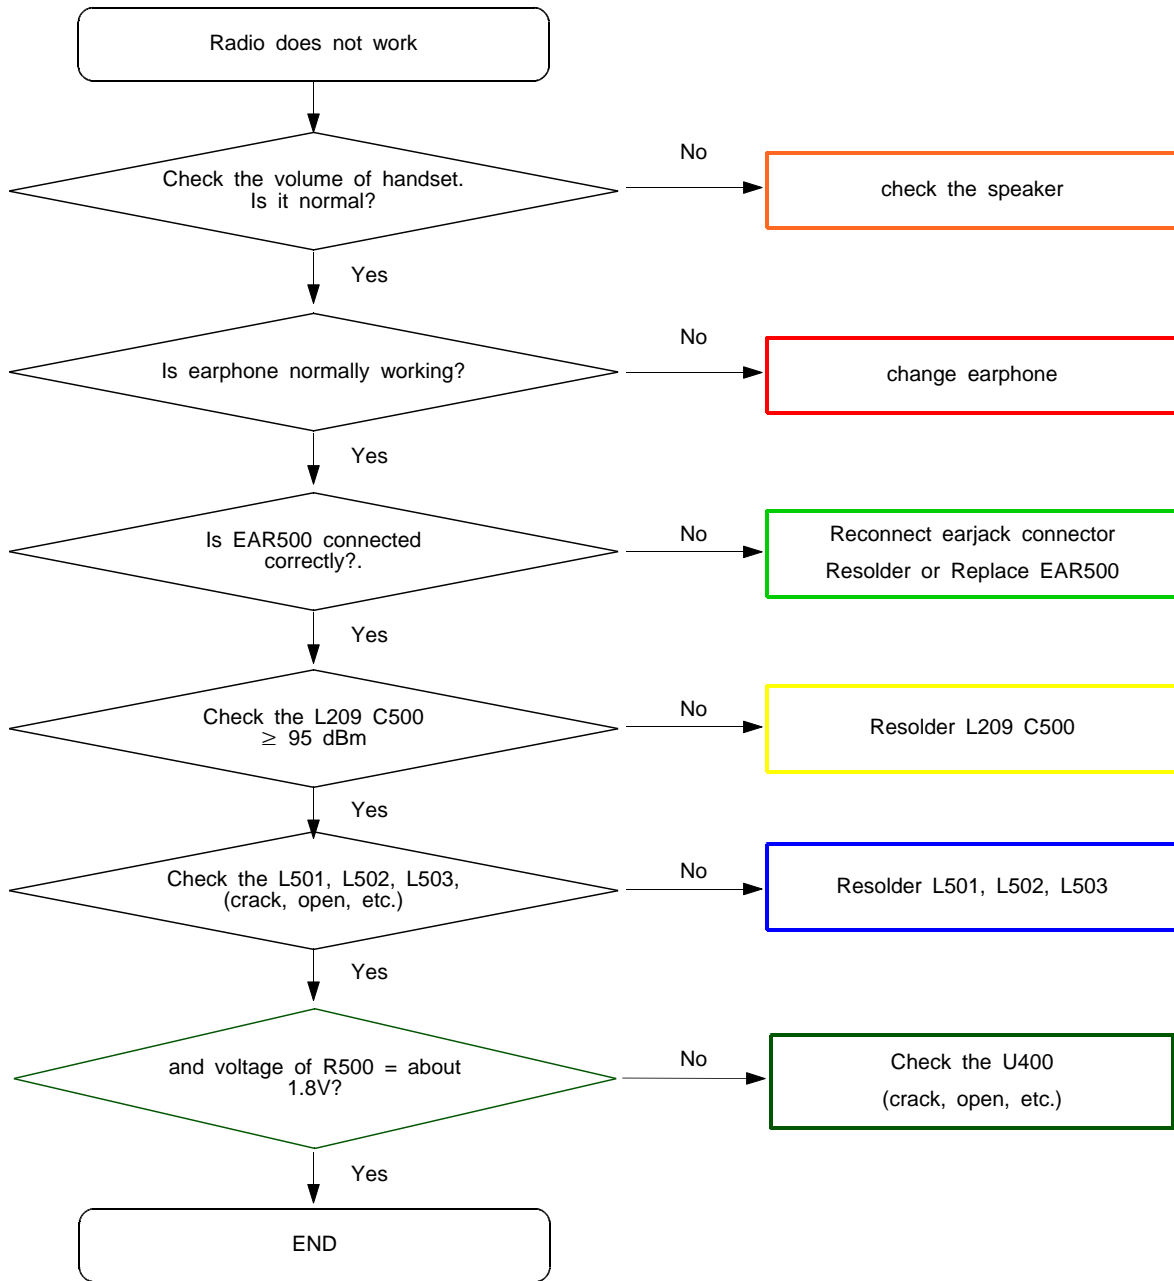 Radio does not work
Check the volume of handset.
Is it normal?
No
check the speaker
Yes
Is earphone normally working?
No
change earphone
Yes
Is EAR500 connected
correctly?.
No
Reconnect earjack connector
Resolder or Replace EAR500
Yes
Check the L209 C500
≥ 95 dBm
No
Resolder L209 C500
Yes
Check the L501, L502, L503,
(crack, open, etc.)
No
Resolder L501, L502, L503
Yes
and voltage of R500 = about
1.8V?
No
Check the U400
(crack, open, etc.)
Yes
END